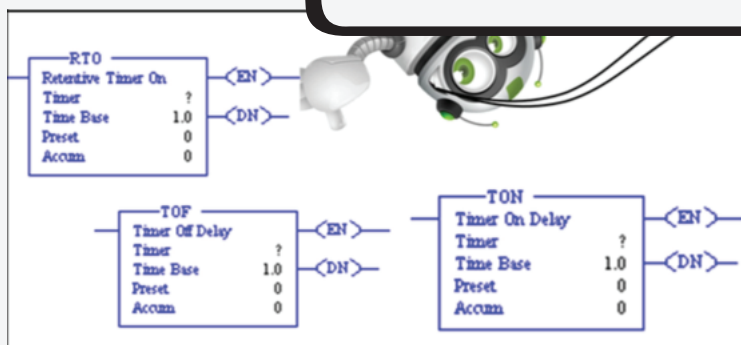 RTO
Retentive Timer On
EN
Timer ?
Time Base 1.0
DN
Preset 0
Accum 0
TOF
Timer Off Delay
EN
Timer ?
Time Base 1.0
DN
Preset 0
Accum 0
TON
Timer On Delay
EN
Timer ?
Time Base 1.0
DN
Preset 0
Accum 0